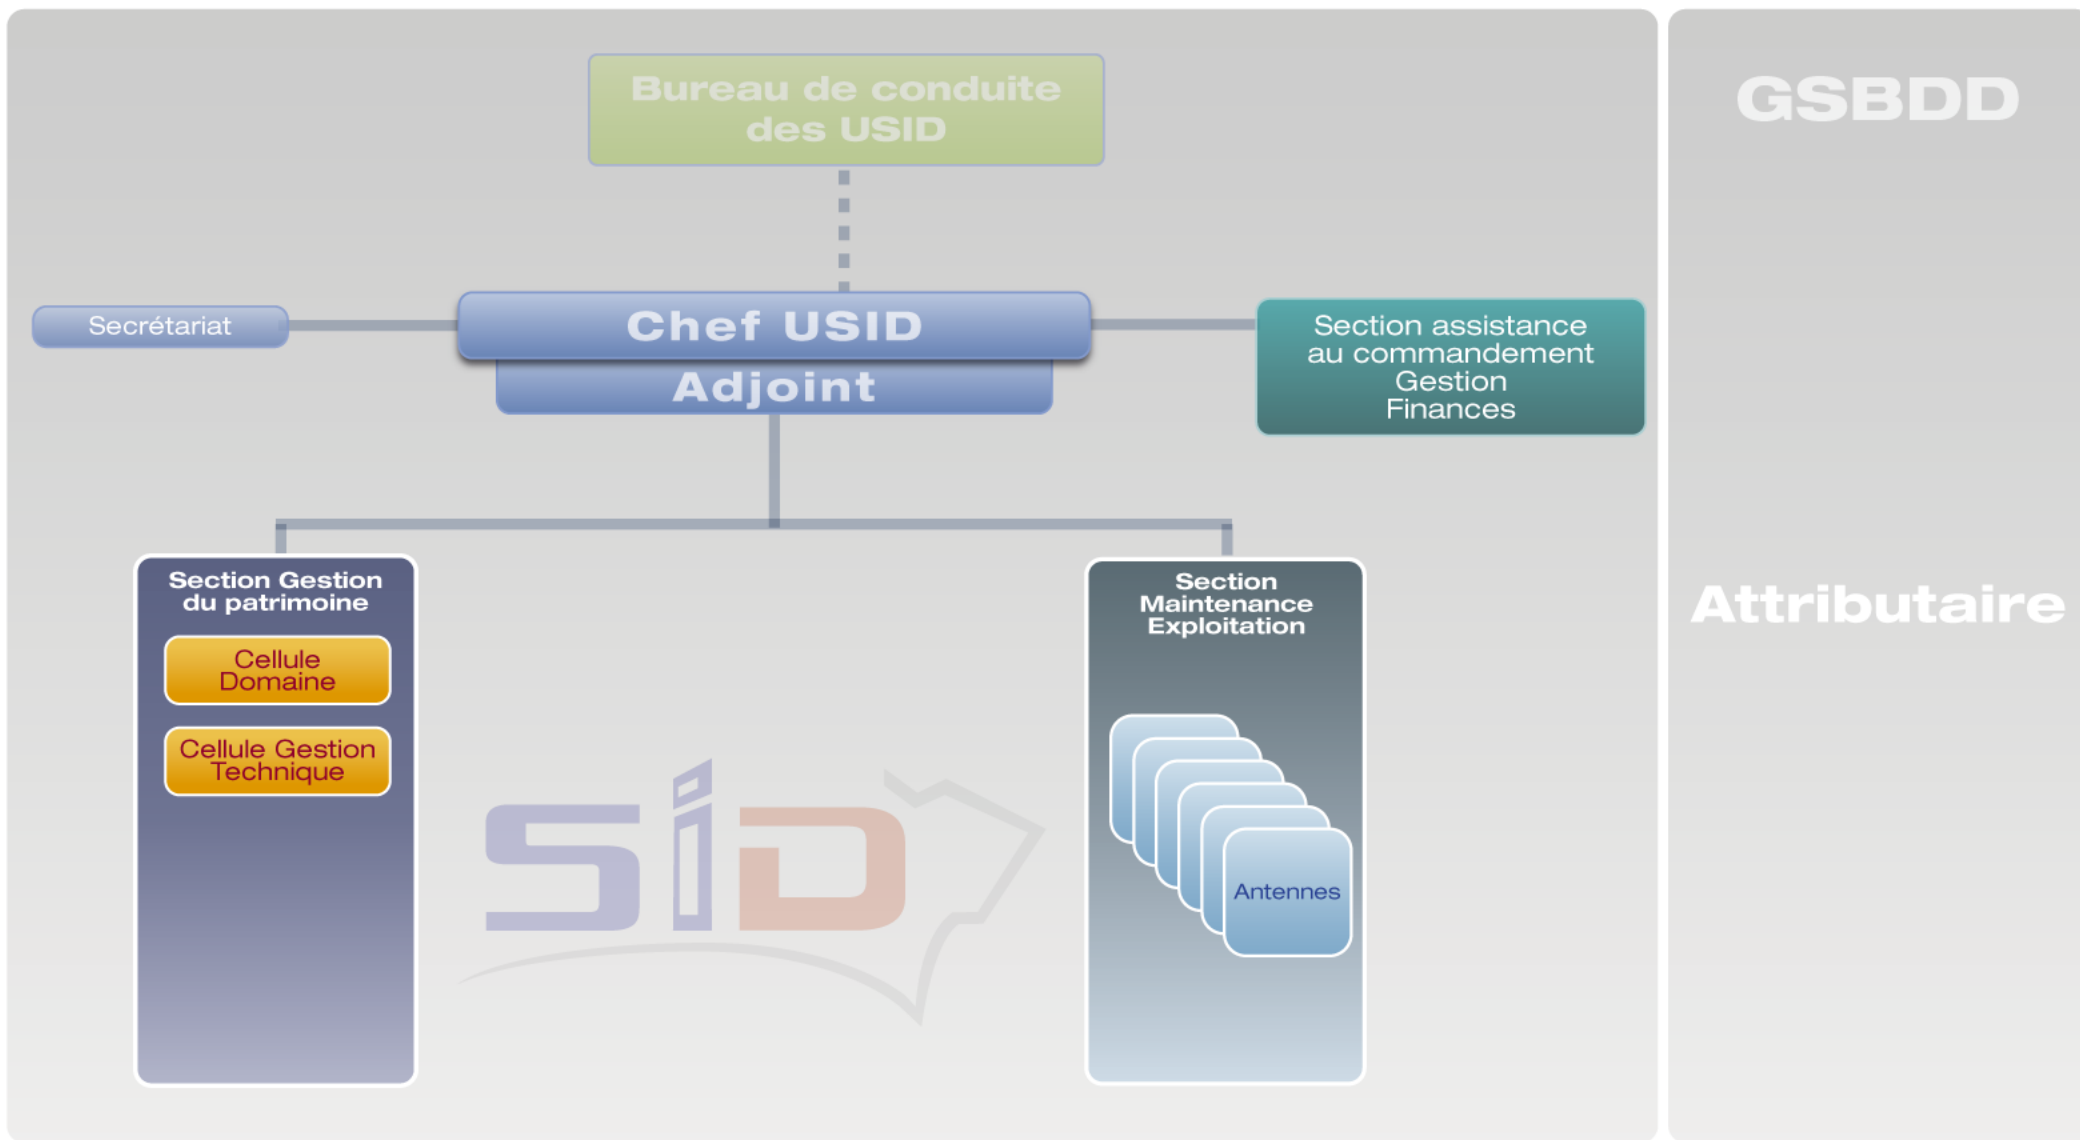 Bureau de conduite
des USID
GSBDD
Secrétariat
Chef USID
Adjoint
Section assistance
au commandement
Gestion
Finances
Section Gestion
du patrimoine
Cellule
Domaine
Cellule Gestion
Technique
Section
Maintenance
Exploitation
Antennes
Attributaire
SiD